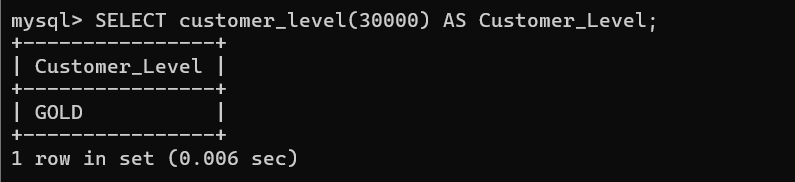 mysql> SELECT customer_level(30000) AS Customer_Level;
+----------------+
| Customer_Level |
+----------------+
| GOLD           |
+----------------+
1 row in set (0.006 sec)